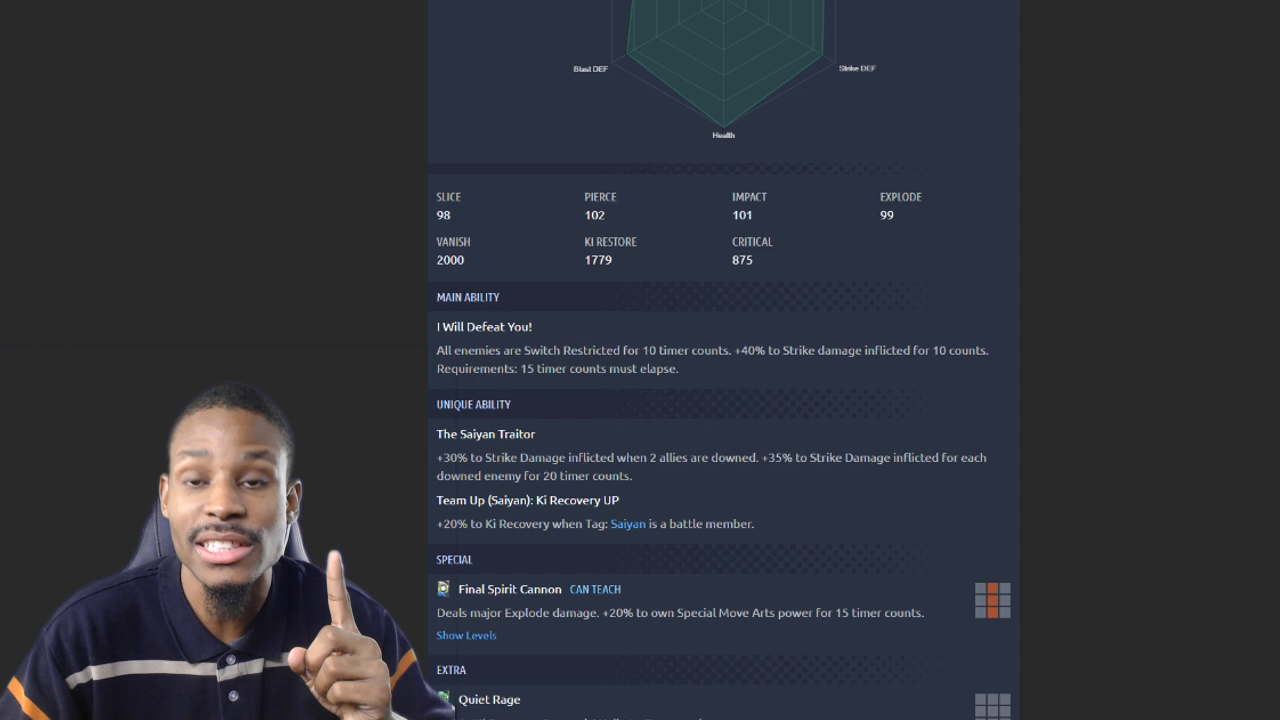 Blast DEF
Strike DEF
Health
SLICE
PIERCE
IMPACT
EXPLODE
98
102
101
99
VANISH
KI RESTORE
CRITICAL
2000
1779
875
MAIN ABILITY
I Will Defeat You!
All enemies are Switch Restricted for 10 timer counts. +40% to Strike damage inflicted for 10 counts.
Requirements: 15 timer counts must elapse.
UNIQUE ABILITY
The Saiyan Traitor
+30% to Strike Damage inflicted when 2 allies are downed. +35% to Strike Damage inflicted for each
downed enemy for 20 timer counts.
Team Up (Saiyan): Ki Recovery UP
+20% to Ki Recovery when Tag: Saiyan is a battle member.
SPECIAL
Final Spirit Cannon CAN TEACH
Deals major Explode damage. +20% to own Special Move Arts power for 15 timer counts.
Show Levels
EXTRA
Quiet Rage